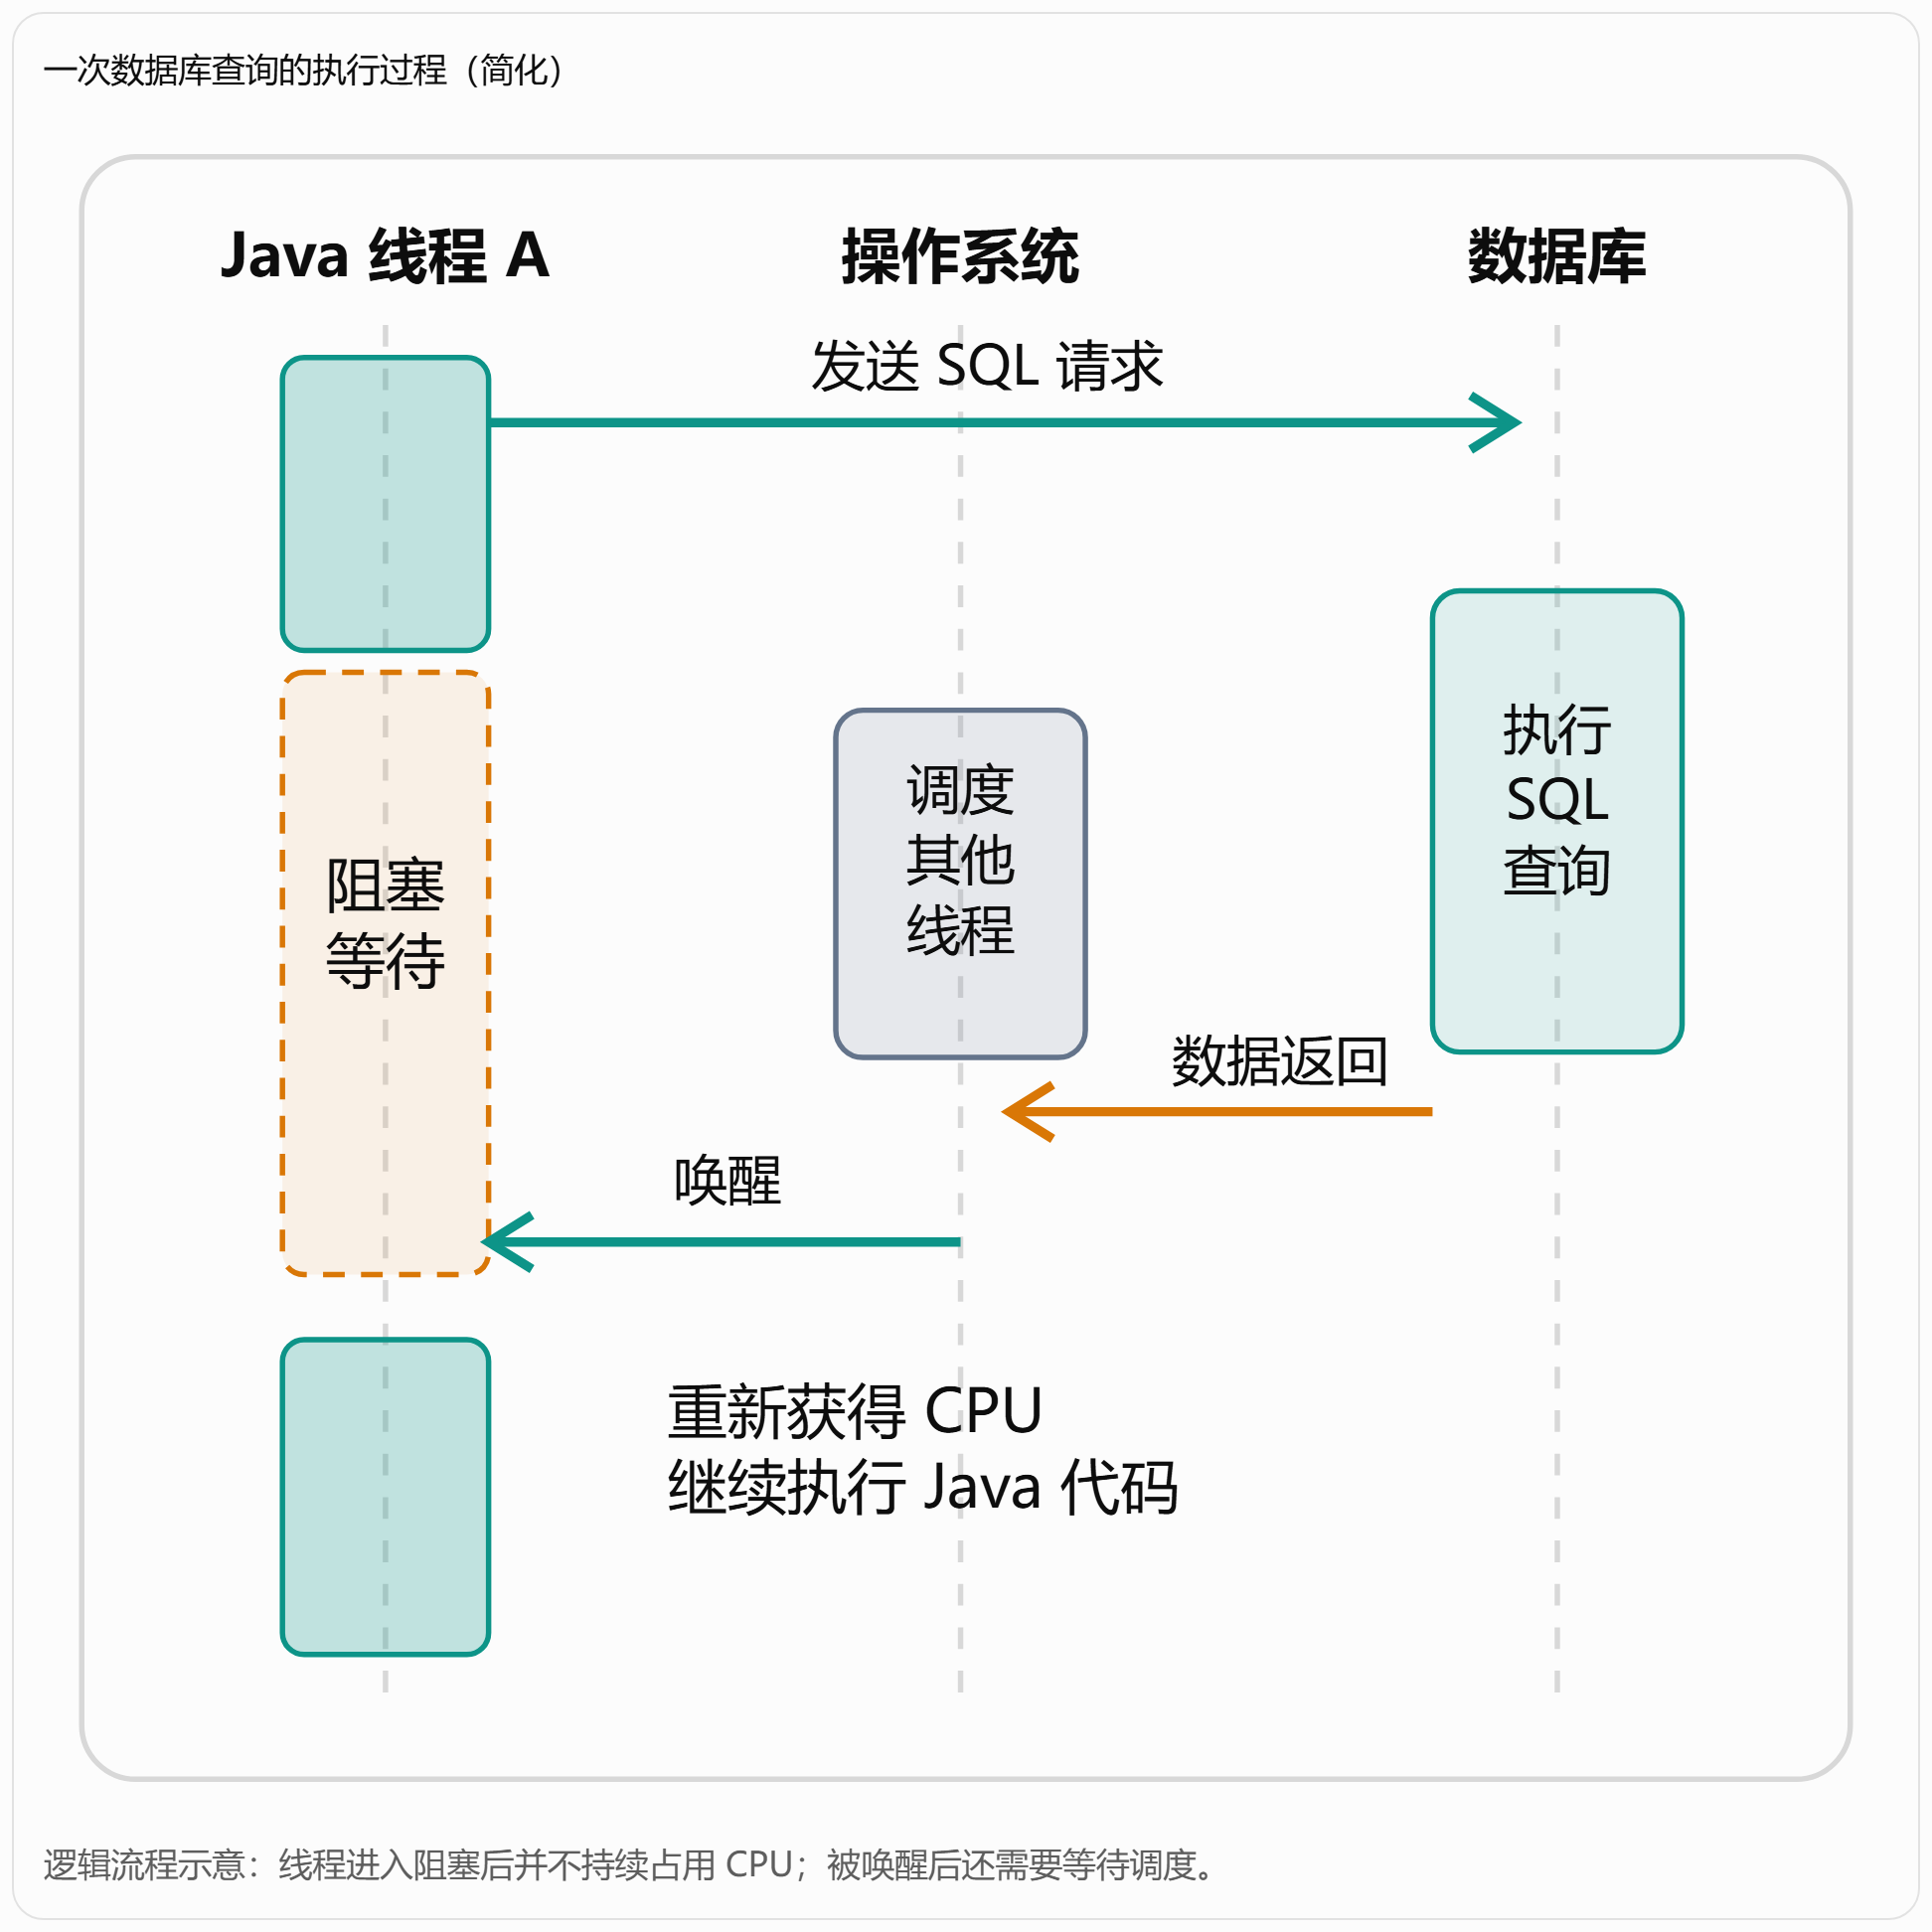 一次数据库查询的执行过程（简化）
Java 线程 A
操作系统
数据库
发送 SQL 请求
执行
SQL
查询
调度
其他
线程
阻塞
等待
数据返回
唤醒
重新获得 CPU
继续执行 Java 代码
逻辑流程示意：线程进入阻塞后并不持续占用 CPU；被唤醒后还需要等待调度。